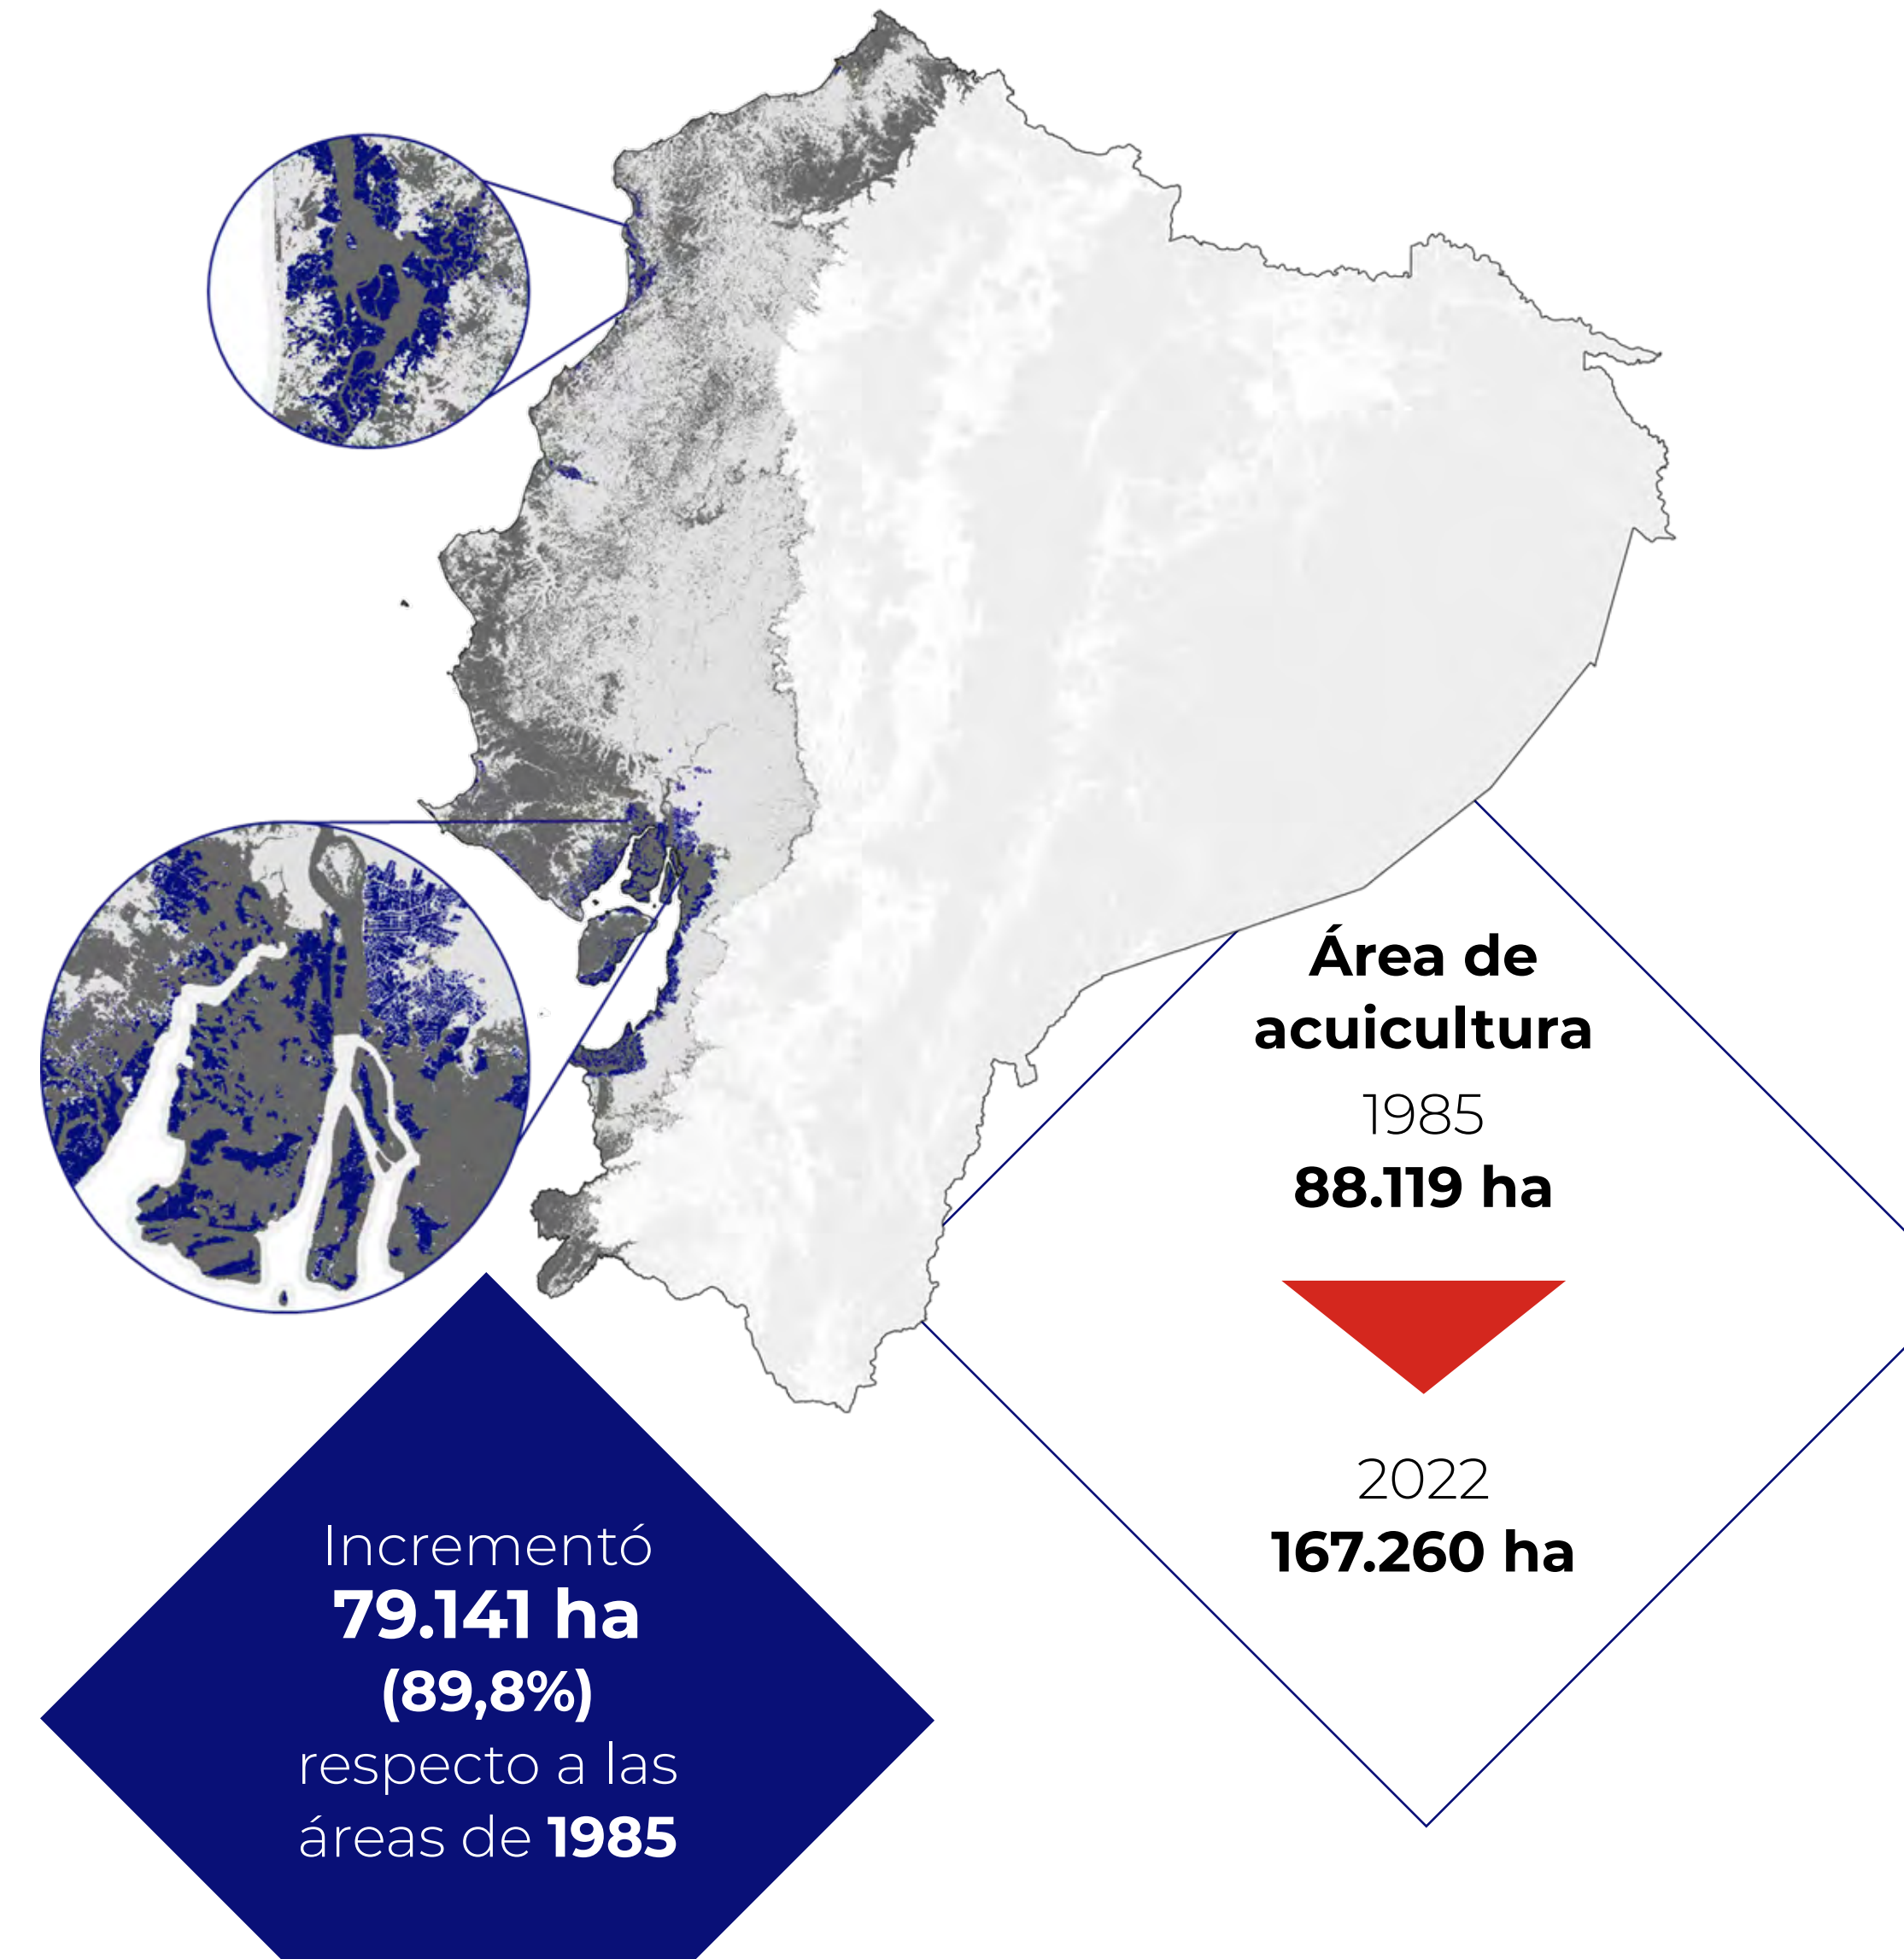 Área de
acuicultura
1985
88.119 ha
2022
167.260 ha
Incrementó
79.141 ha
(89,8%)
respecto a las
áreas de 1985